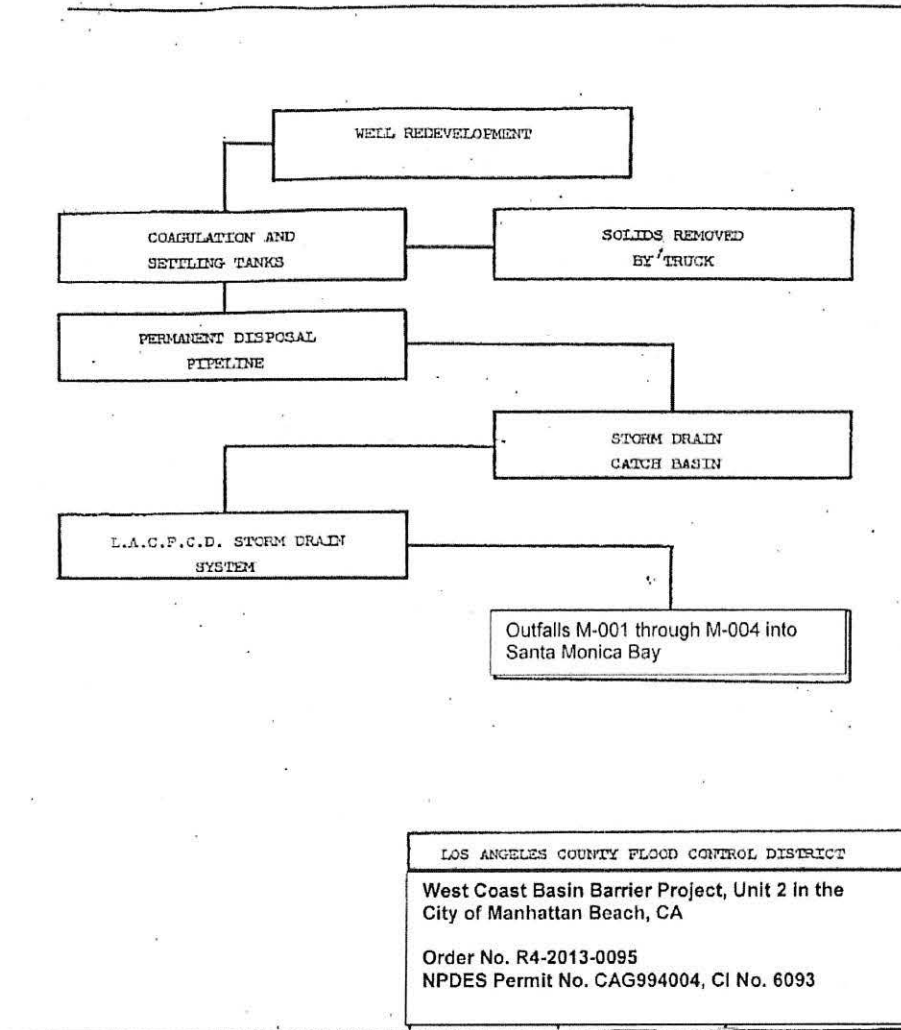 WELL REDEVELOPMENT
COAGULATION AND
SETTLING TANKS
SOLIDS REMOVED
BY TRUCK
PERMANENT DISPOSAL
PIPELINE
STORM DRAIN
CATCH BASIN
L.A.C.F.C.D. STORM DRAIN
SYSTEM
Outfalls M-001 through M-004 into
Santa Monica Bay
LOS ANGELES COUNTY FLOOD CONTROL DISTRICT
West Coast Basin Barrier Project, Unit 2 in the
City of Manhattan Beach, CA
Order No. R4-2013-0095
NPDES Permit No. CAG994004, CI No. 6093